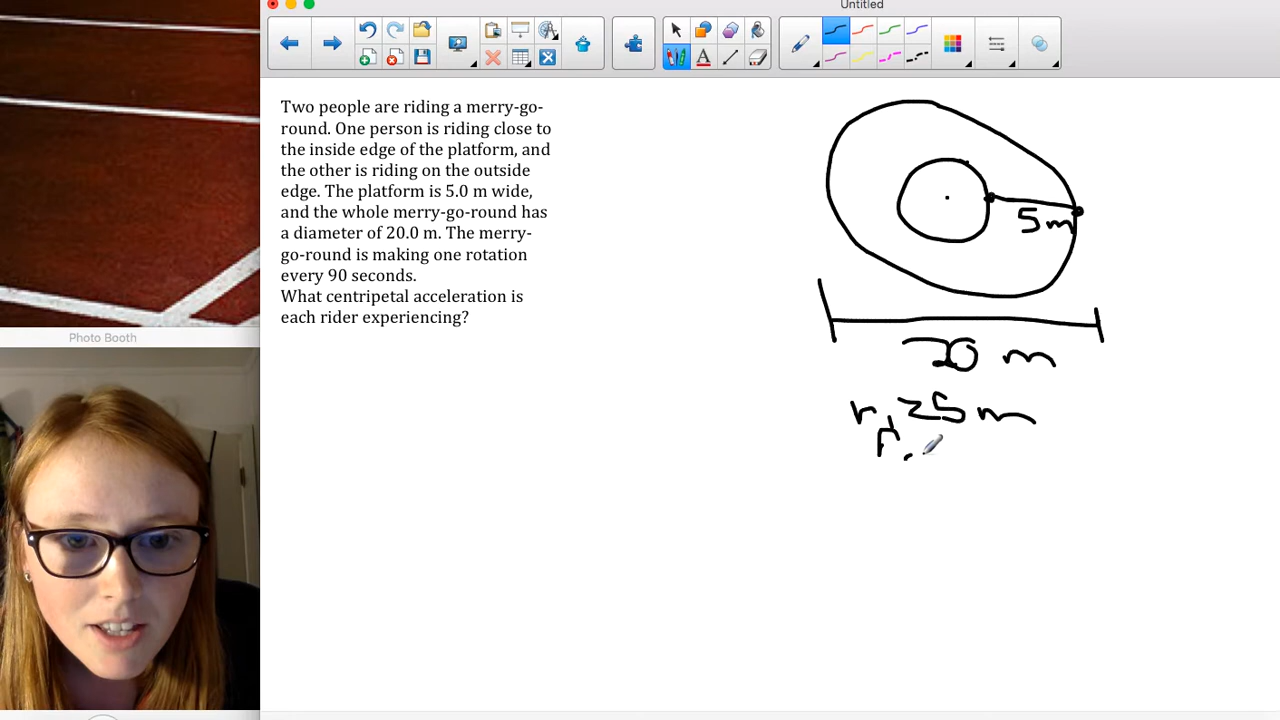 Untitled
Two people are riding a merry-go-
round. One person is riding close to
the inside edge of the platform, and
the other is riding on the outside
edge. The platform is 5.0 m wide,
and the whole merry-go-round has
a diameter of 20.0 m. The merry-
go-round is making one rotation
every 90 seconds.
What centripetal acceleration is
each rider experiencing?
5m
20 m
r₁=5m
r
Photo Booth